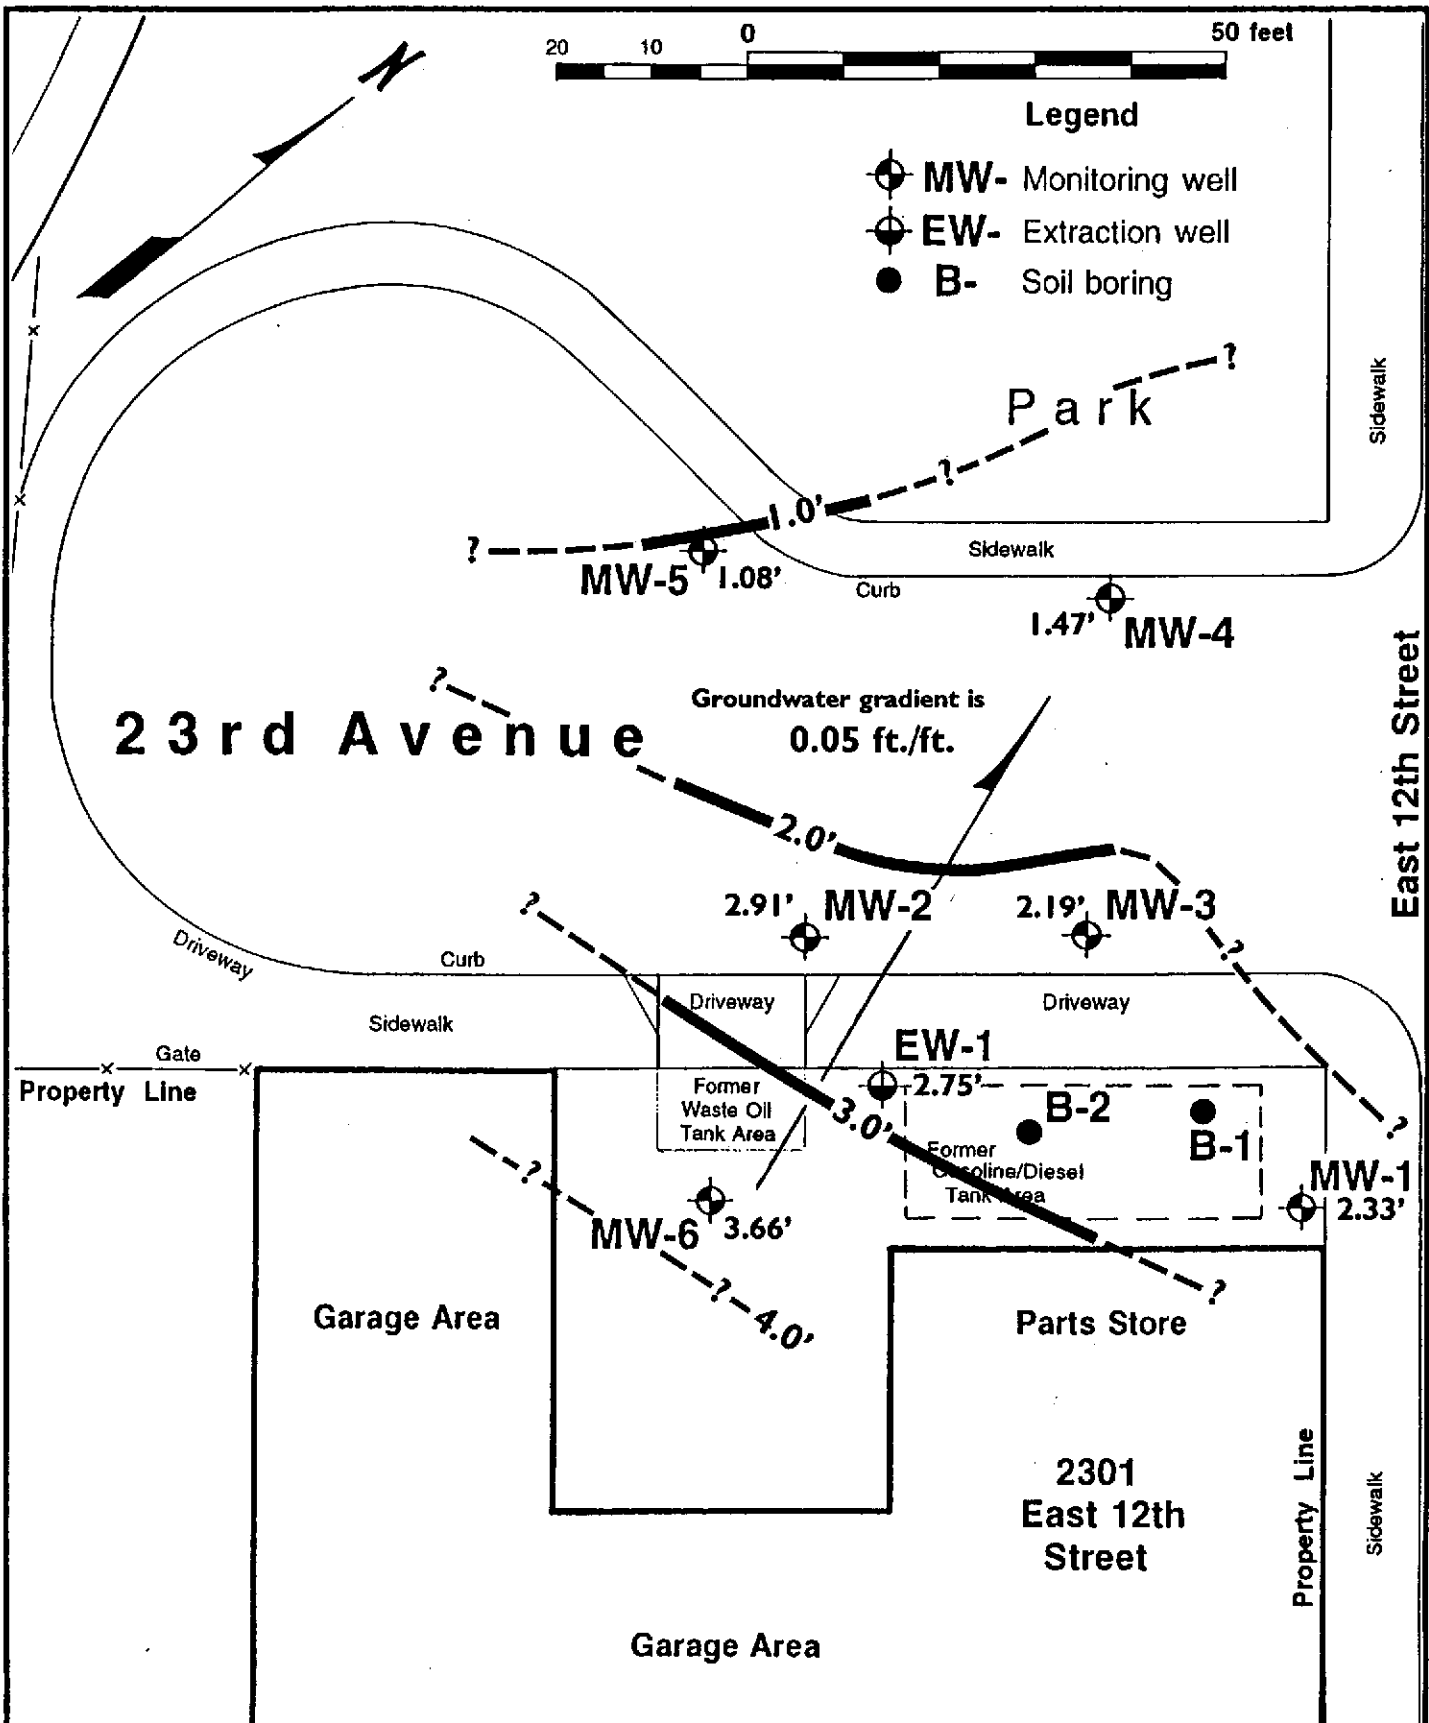 N
20 10 0 50 feet
Legend
MW- Monitoring well
EW- Extraction well
B- Soil boring
?
Park
Sidewalk
?
1.0'
?
Sidewalk
MW-5 1.08'
Curb
1.47' MW-4
East 12th Street
?
Groundwater gradient is
0.05 ft./ft.
23rd Avenue
2.0'
?
2.91' MW-2
2.19' MW-3
?
Driveway
Curb
Driveway
Driveway
Sidewalk
Gate
EW-1
2.75'
Property Line
Former
Waste Oil
Tank Area
3.0'
B-2
B-1
?
Former
Gasoline/Diesel
Tank Area
?
MW-1
2.33'
MW-6 3.66'
?
?
4.0'
Garage Area
Parts Store
2301
East 12th
Street
Property Line
Sidewalk
Garage Area